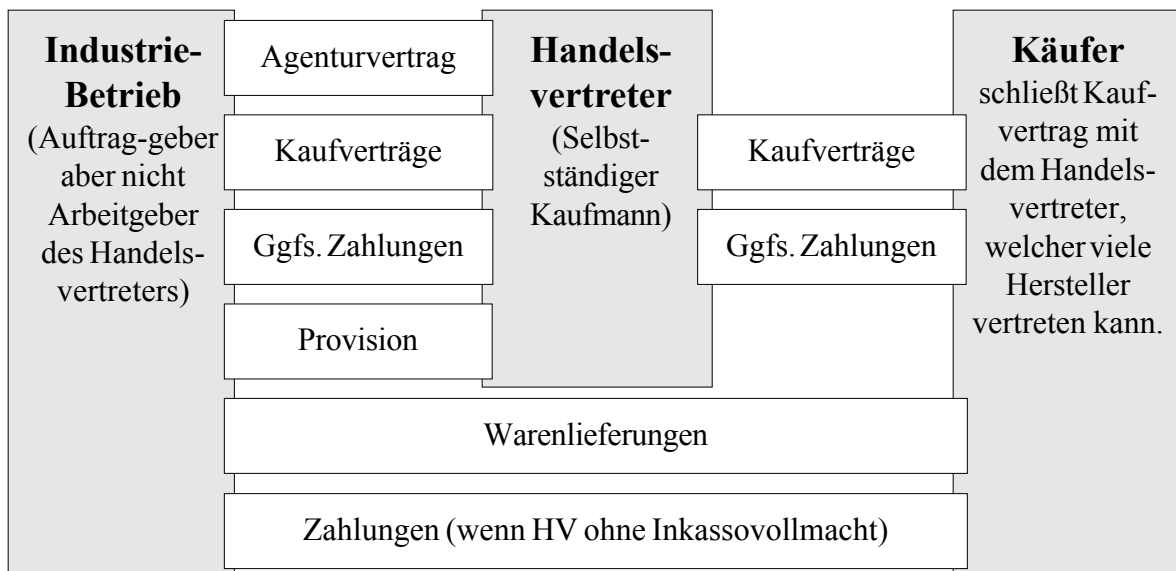 Industrie-
Betrieb
(Auftrag-geber
aber nicht
Arbeitgeber
des Handels-
vertreters)
Agenturvertrag
Kaufverträge
Ggfs. Zahlungen
Provision
Handels-
vertreter
(Selbst-
ständiger
Kaufmann)
Kaufverträge
Ggfs. Zahlungen
Käufer
schließt Kauf-
vertrag mit
dem Handels-
vertreter,
welcher viele
Hersteller
vertreten kann.
Warenlieferungen
Zahlungen (wenn HV ohne Inkassovollmacht)